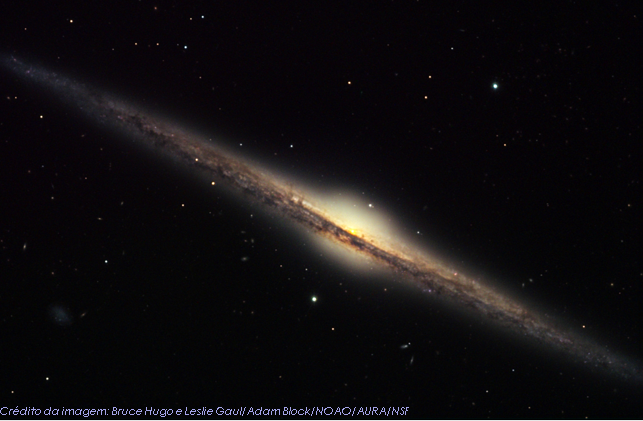 Crédito da imagem: Bruce Hugo e Leslie Gaul/Adam Block/NOAO/AURA/NSF